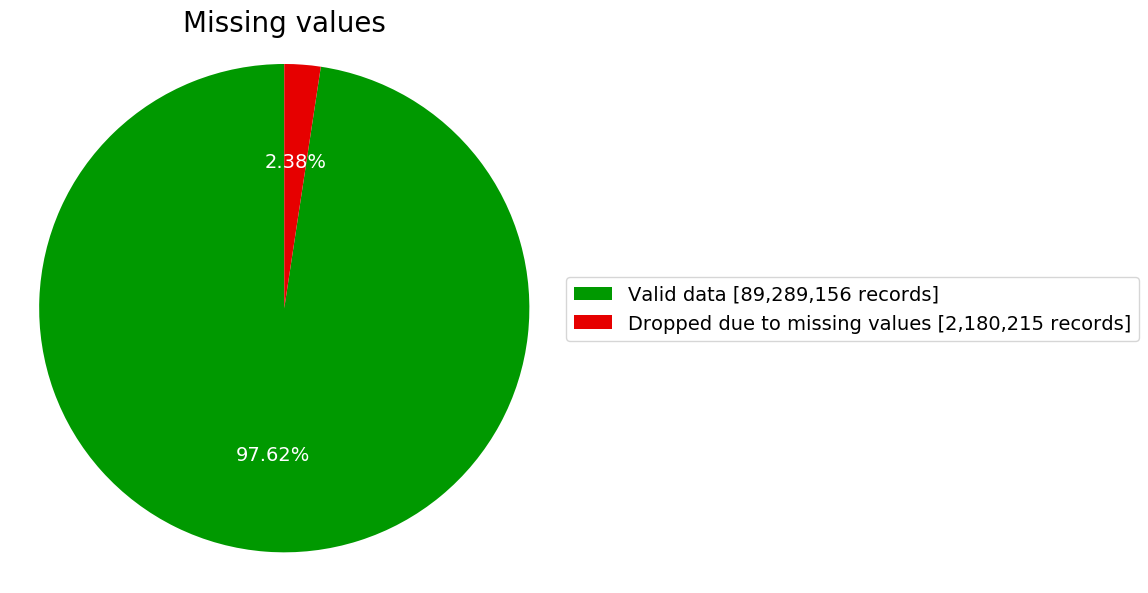 Missing values
2.38%
97.62%
Valid data [89,289,156 records]
Dropped due to missing values [2,180,215 records]